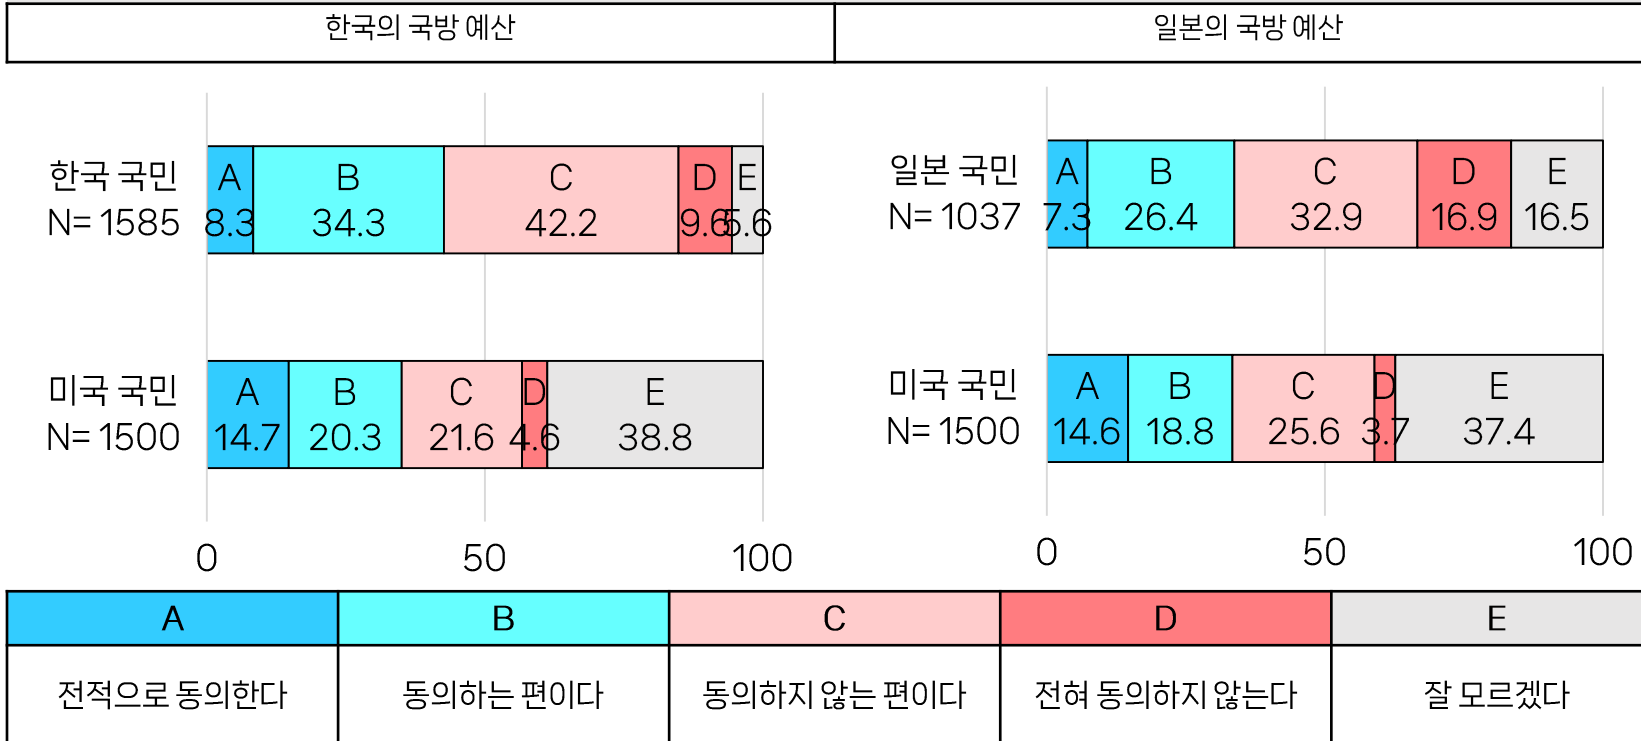 한국의 국방 예산
일본의 국방 예산
한국 국민
N= 1585
A B C D E
8.3 34.3 42.2 9.6 5.6
미국 국민
N= 1500
A B C D E
14.7 20.3 21.6 4.6 38.8
0 50 100
일본 국민
N= 1037
A B C D E
7.3 26.4 32.9 16.9 16.5
미국 국민
N= 1500
A B C D E
14.6 18.8 25.6 3.7 37.4
0 50 100
A B C D E
전적으로 동의한다
동의하는 편이다
동의하지 않는 편이다
전혀 동의하지 않는다
잘 모르겠다